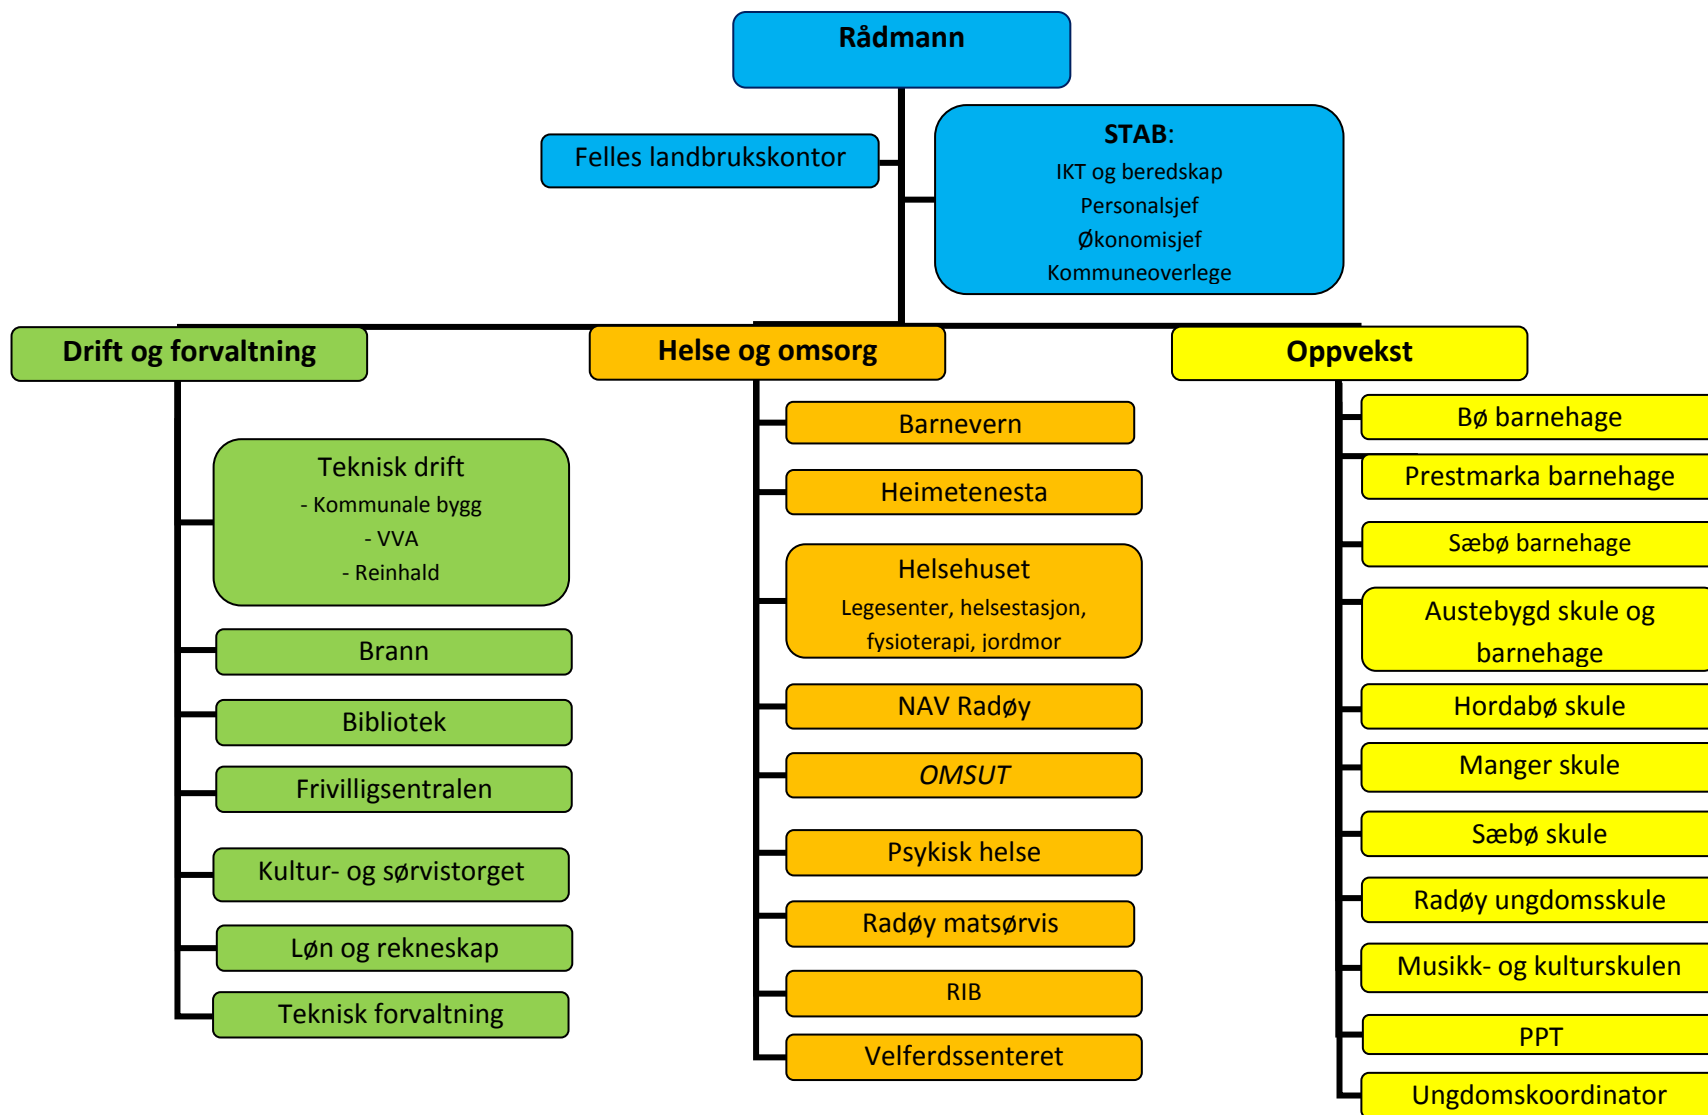 Rådmann
Felles landbrukskontor
STAB:
IKT og beredskap
Personalsjef
Økonomisjef
Kommuneoverlege
Drift og forvaltning
Teknisk drift
- Kommunale bygg
- VVA
- Reinhald
Brann
Bibliotek
Frivilligsentralen
Kultur- og sørvistorget
Løn og rekneskap
Teknisk forvaltning
Helse og omsorg
Barnevern
Heimetenesta
Helsehuset
Legesenter, helsestasjon,
fysioterapi, jordmor
NAV Radøy
OMSUT
Psykisk helse
Radøy matsørvis
RIB
Velferdssenteret
Oppvekst
Bø barnehage
Prestmarka barnehage
Sæbø barnehage
Austebygd skule og
barnehage
Hordabø skule
Manger skule
Sæbø skule
Radøy ungdomsskule
Musikk- og kulturskulen
PPT
Ungdomskoordinator